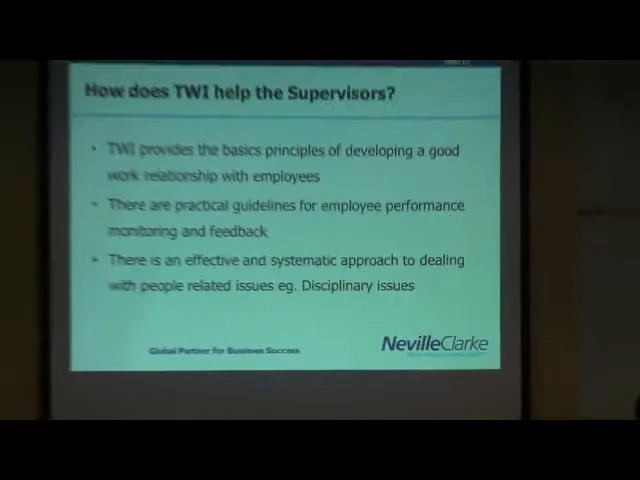 How does TWI help the Supervisors?
• TWI provides the basics principles of developing a good
work relationship with employees
• There are practical guidelines for employee performance
monitoring and feedback
• There is an effective and systematic approach to dealing
with people related issues eg. Disciplinary issues
Global Partner for Business Success
NevilleClarke